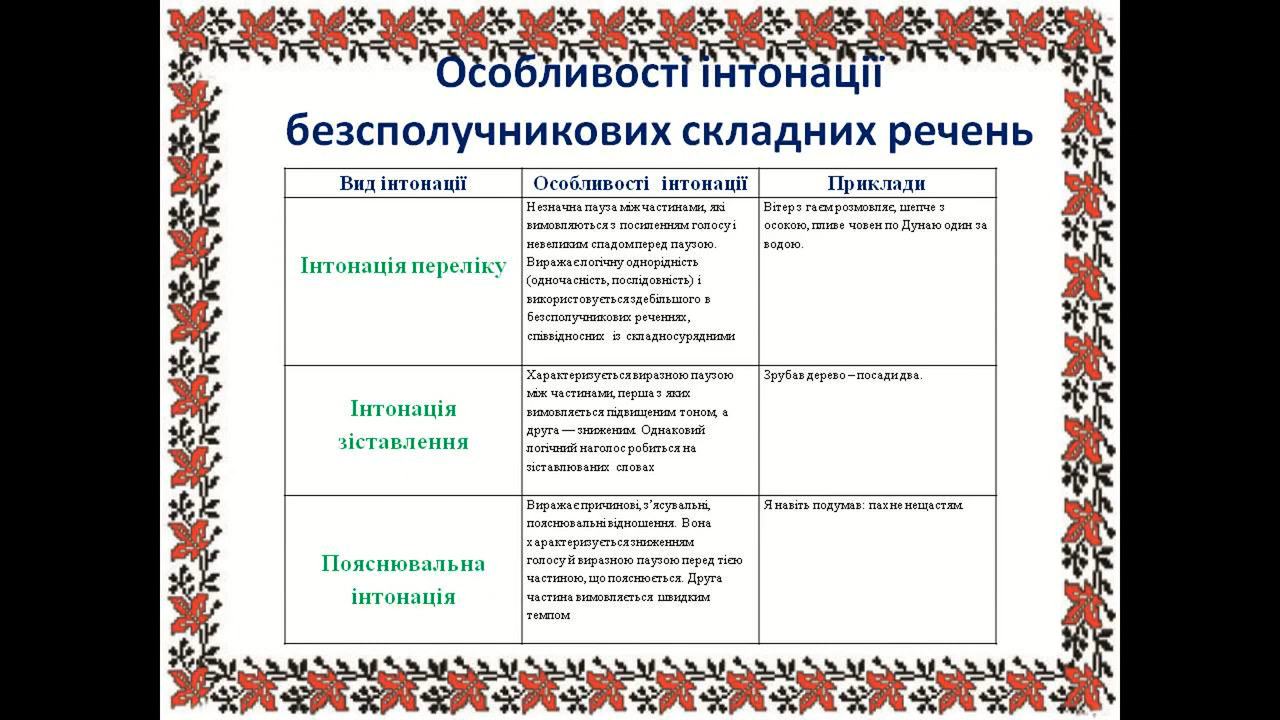 Особливості інтонації
безсполучникових складних речень
Вид інтонації
Особливості інтонації
Приклади
Інтонація переліку
Незначна пауза між частинами, які
вимовляються з посиленням голосу і
невеликим спадом перед паузою.
Виражає логічну однорідність
(одночасність, послідовність) і
використовується здебільшого в
безсполучникових реченнях,
співвідносних із складносурядними
Вітер з гаєм розмовляє, шепче з
осокою, пливе човен по Дунаю один за
водою.
Інтонація
зіставлення
Характеризується виразною паузою
між частинами, перша з яких
вимовляється підвищеним тоном, а
друга — зниженим. Однаковий
логічний наголос робиться на
зіставлюваних словах
Зрубав дерево – посади два.
Пояснювальна
інтонація
Виражає причинові, з’ясувальні,
пояснювальні відношення. Вона
характеризується зниженням
голосу й виразною паузою перед тією
частиною, що пояснюється. Друга
частина вимовляється швидким
темпом
Я навіть подумав: пахне нещастям.